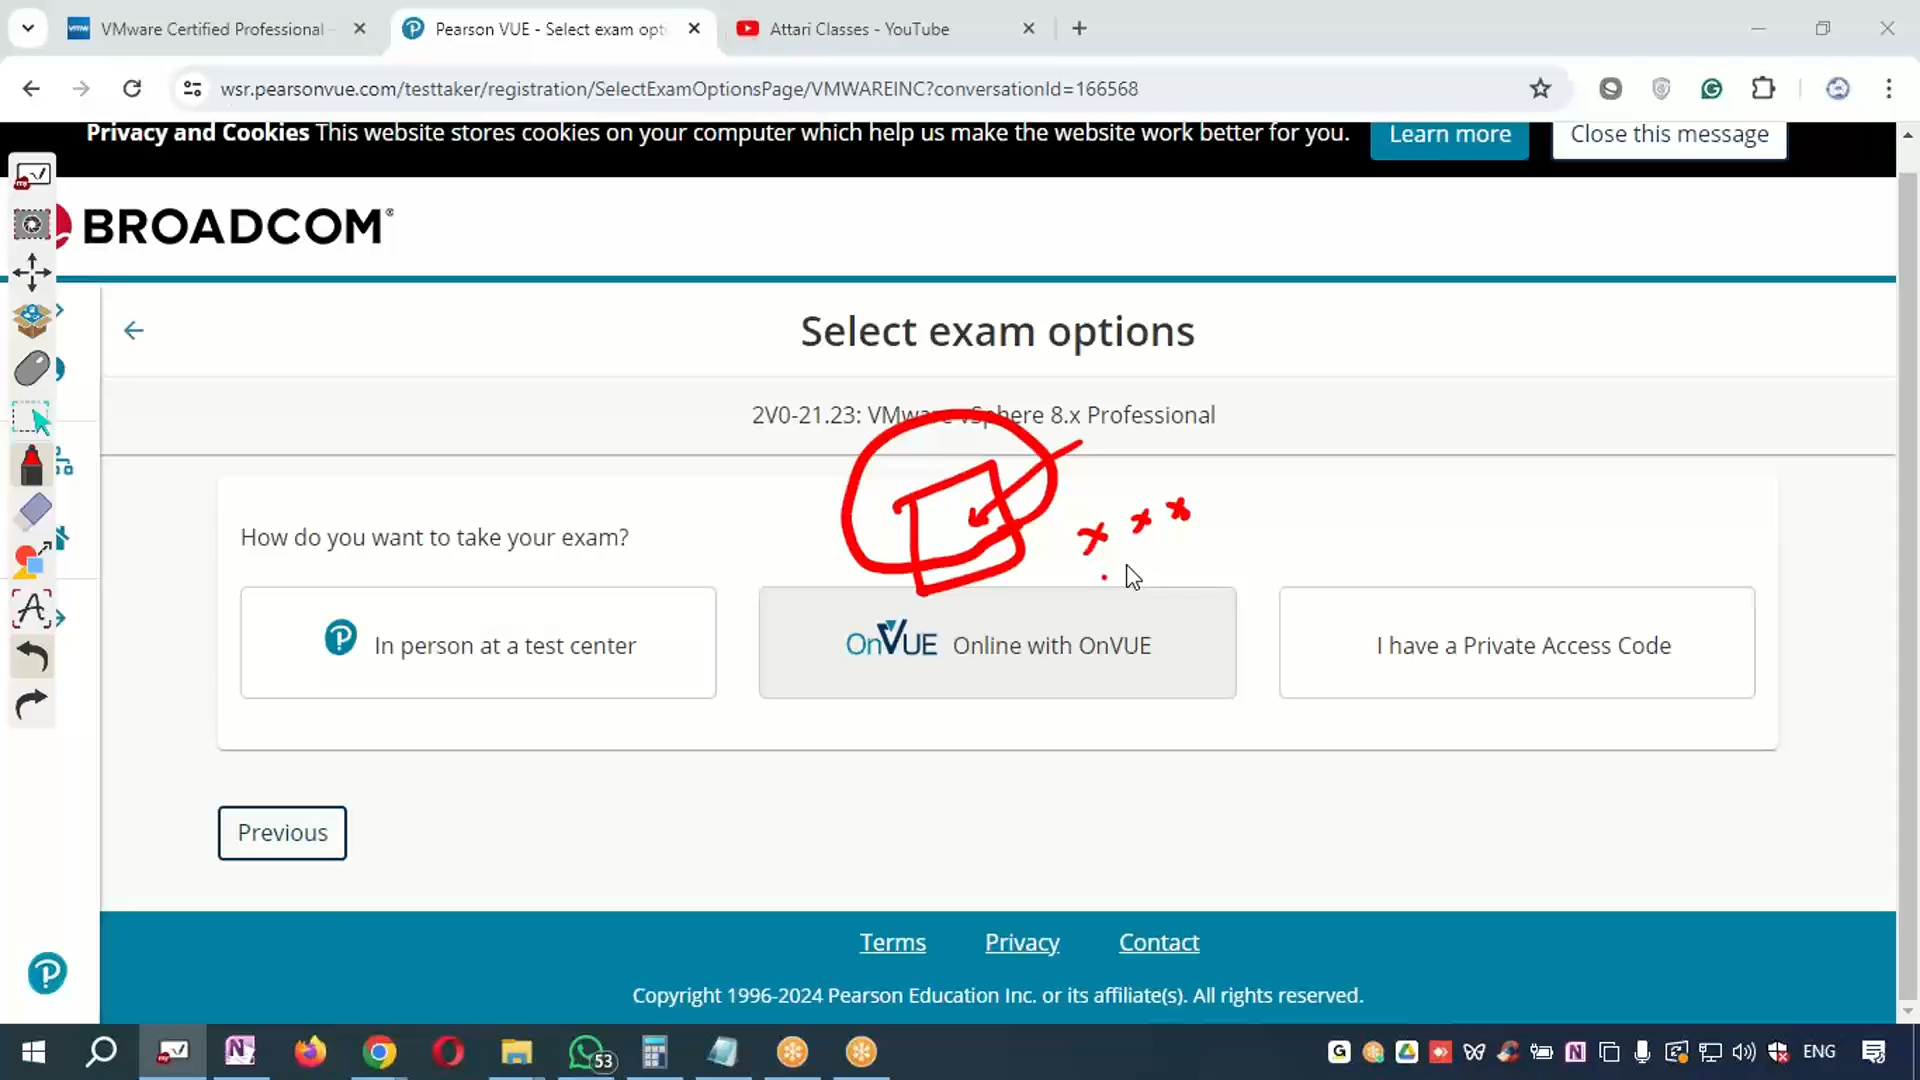 VMware Certified Professional -
Pearson VUE - Select exam opti
Attari Classes - YouTube
wsr.pearsonvue.com/testtaker/registration/SelectExamOptionsPage/VMWAREINC?conversationId=166568
Privacy and Cookies This website stores cookies on your computer which help us make the website work better for you.
Learn more
Close this message
BROADCOM®
Select exam options
2V0-21.23: VMware vSphere 8.x Professional
How do you want to take your exam?
In person at a test center
OnVUE Online with OnVUE
I have a Private Access Code
Previous
Terms Privacy Contact
Copyright 1996-2024 Pearson Education Inc. or its affiliate(s). All rights reserved.
53
ENG